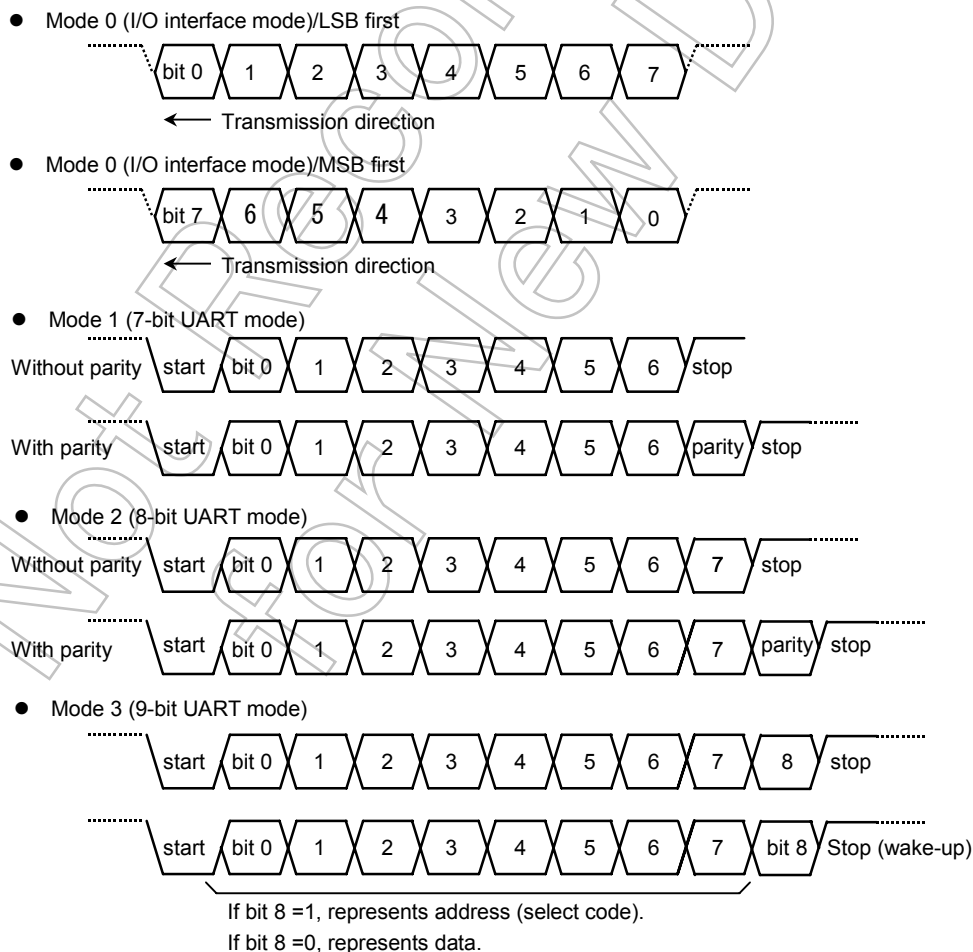 ● Mode 0 (I/O interface mode)/LSB first
bit 0 1 2 3 4 5 6 7
← Transmission direction
● Mode 0 (I/O interface mode)/MSB first
bit 7 6 5 4 3 2 1 0
← Transmission direction
● Mode 1 (7-bit UART mode)
Without parity start bit 0 1 2 3 4 5 6 stop
With parity start bit 0 1 2 3 4 5 6 parity stop
● Mode 2 (8-bit UART mode)
Without parity start bit 0 1 2 3 4 5 6 7 stop
With parity start bit 0 1 2 3 4 5 6 7 parity stop
● Mode 3 (9-bit UART mode)
start bit 0 1 2 3 4 5 6 7 8 stop
start bit 0 1 2 3 4 5 6 7 bit 8 Stop (wake-up)
If bit 8 =1, represents address (select code).
If bit 8 =0, represents data.
Not Recom
for New D